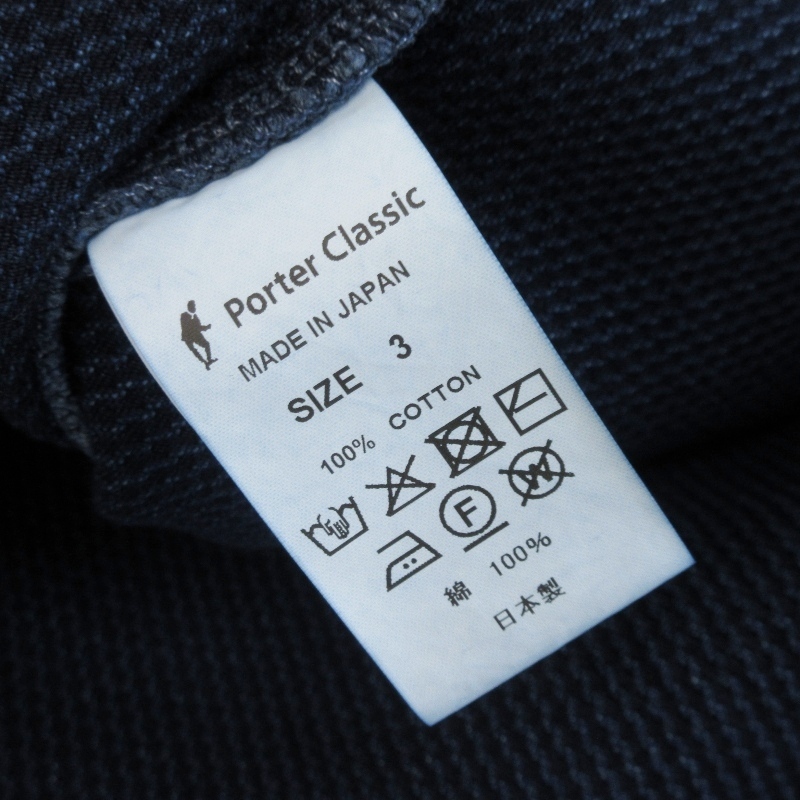 Porter Classic
MADE IN JAPAN
SIZE 3
100% COTTON
W
F
綿 100%
日本製